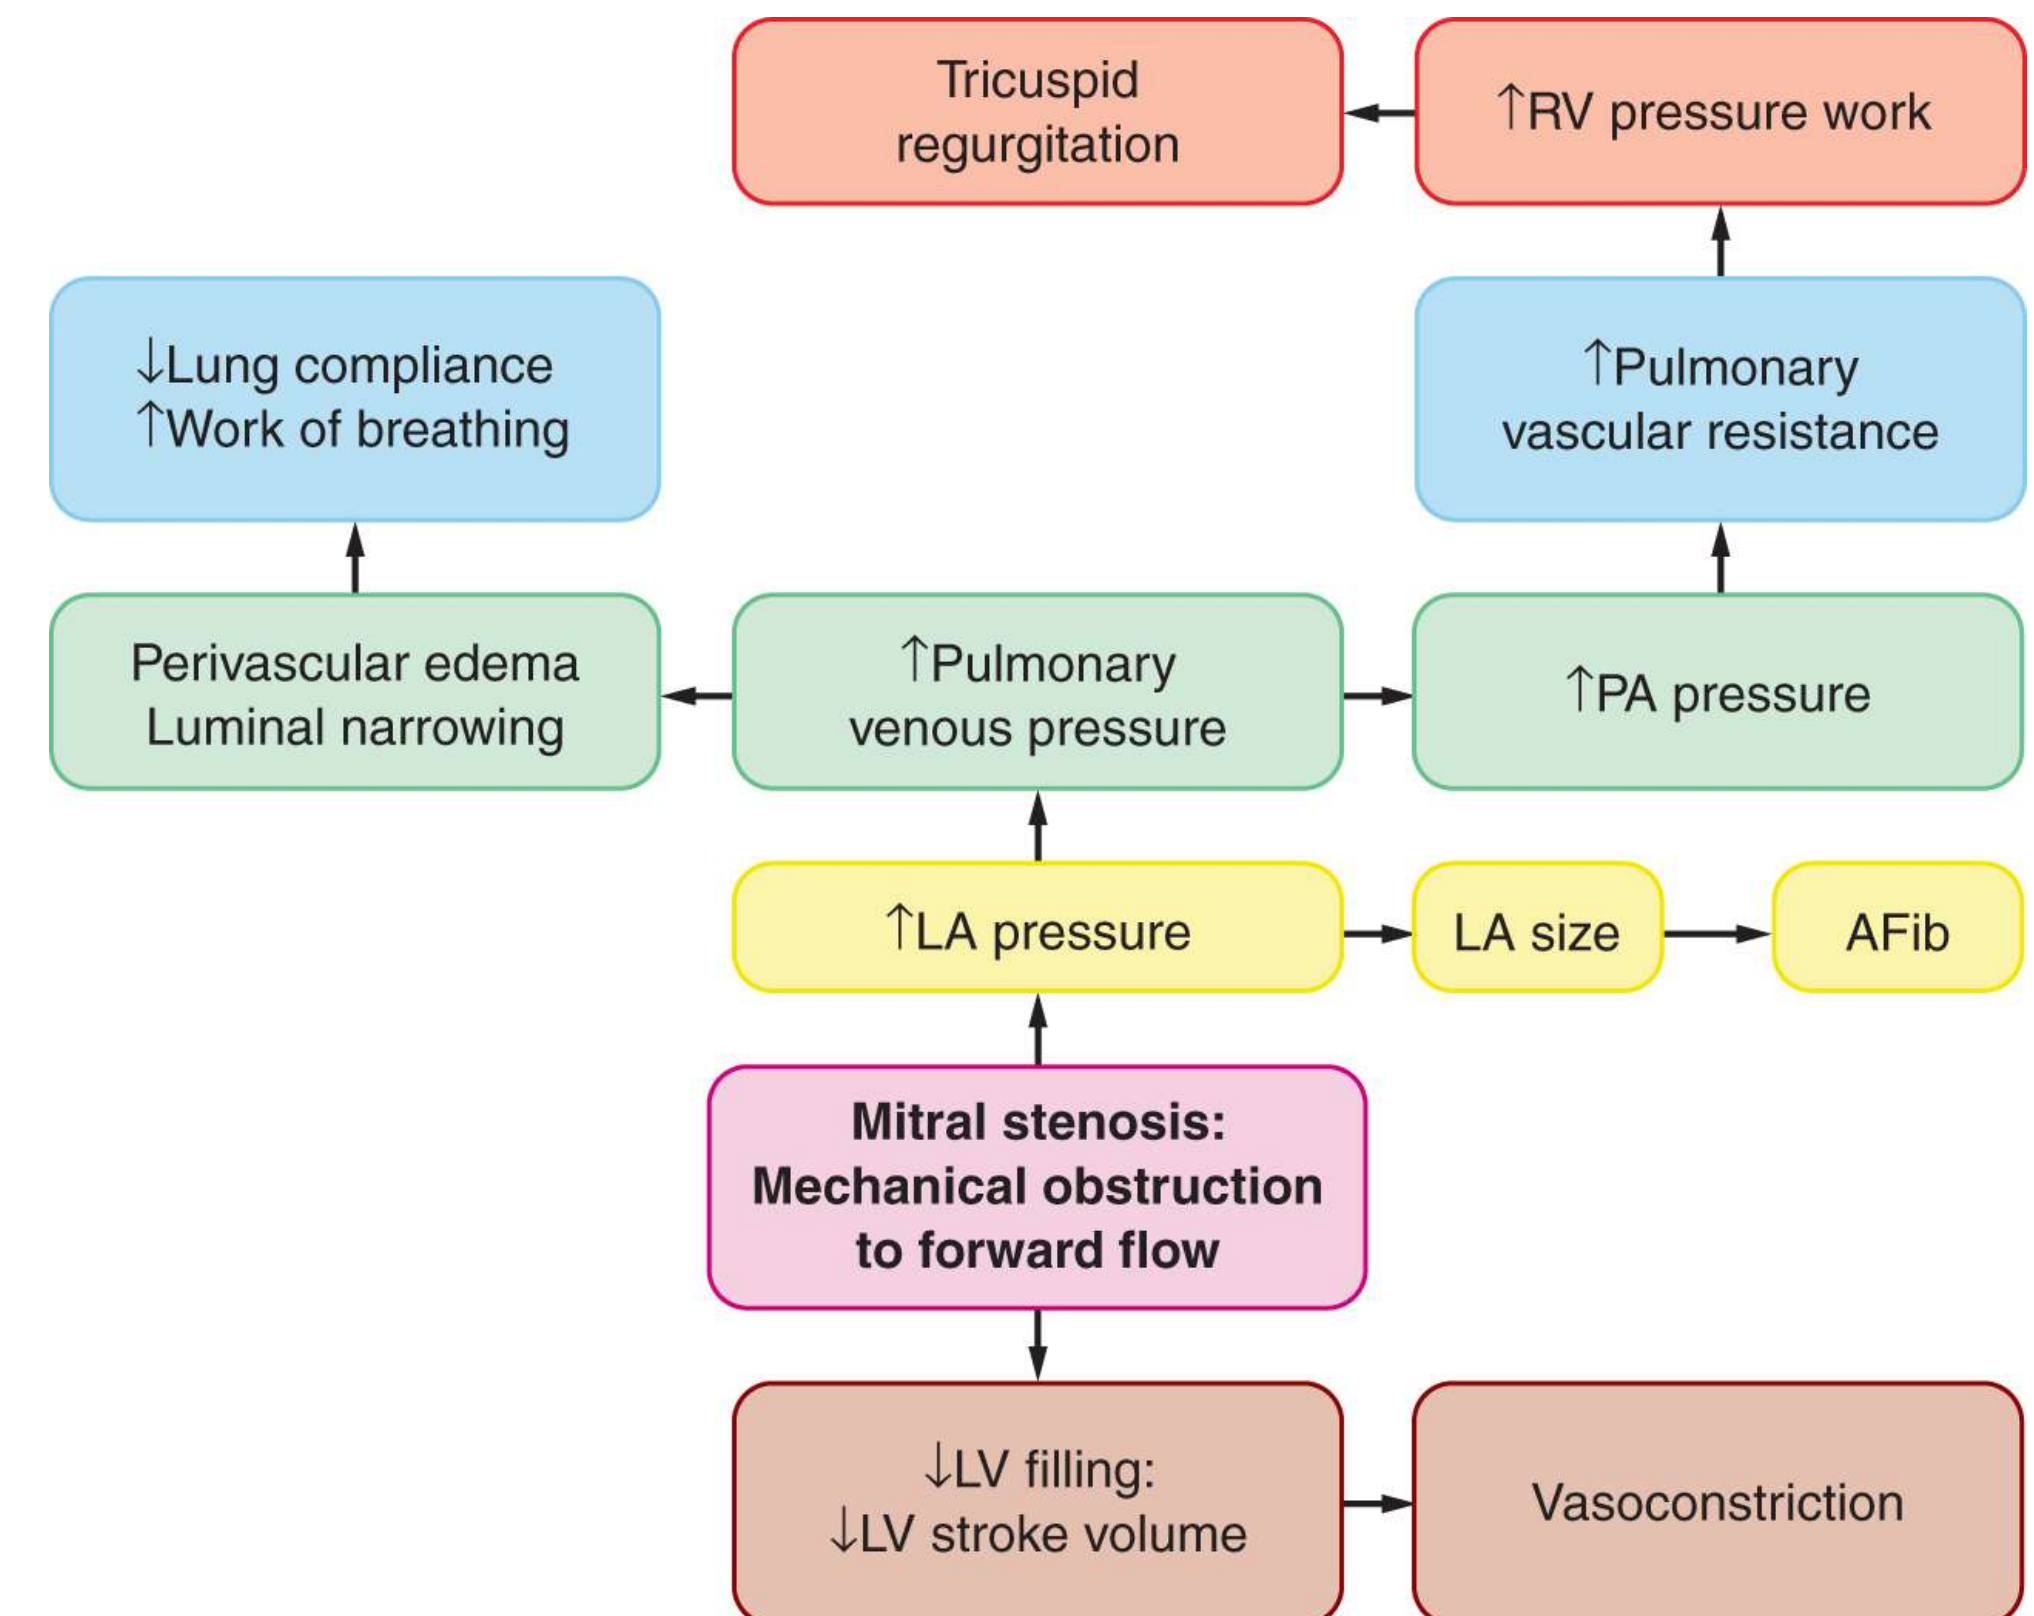 Tricuspid
regurgitation
↑RV pressure work
↓Lung compliance
↑Work of breathing
↑Pulmonary
vascular resistance
Perivascular edema
Luminal narrowing
↑Pulmonary
venous pressure
↑PA pressure
↑LA pressure
LA size
AFib
Mitral stenosis:
Mechanical obstruction
to forward flow
↓LV filling:
↓LV stroke volume
Vasoconstriction